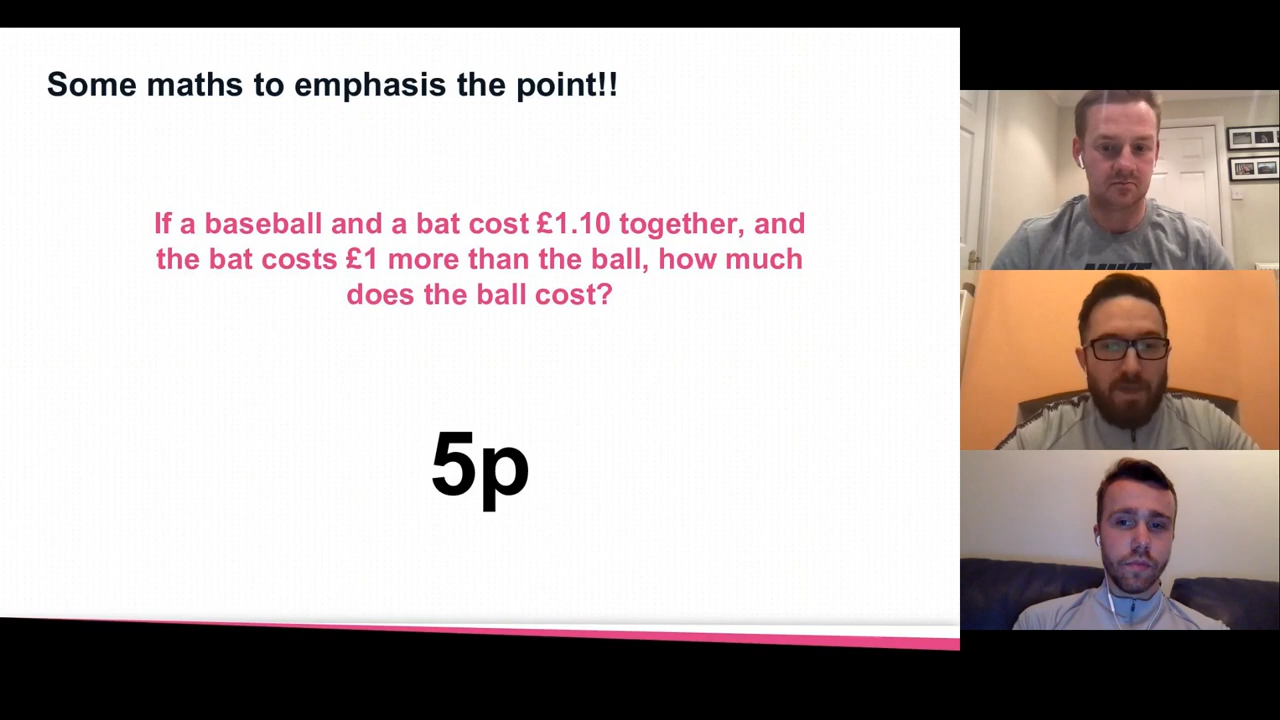 Some maths to emphasis the point!!
If a baseball and a bat cost £1.10 together, and
the bat costs £1 more than the ball, how much
does the ball cost?
5p